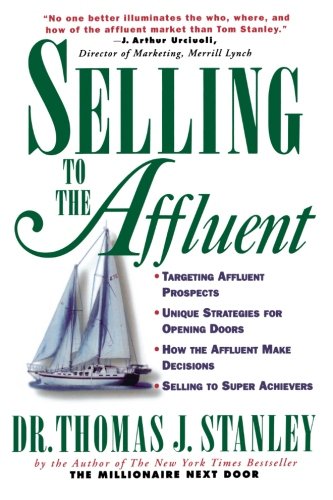 "No one better illuminates the who, where, and
how of the affluent market than Tom Stanley."
—J. Arthur Urciuoli,
Director of Marketing, Merrill Lynch
SELLING
TO
THE
Affluent
• TARGETING AFFLUENT
PROSPECTS
• UNIQUE STRATEGIES FOR
OPENING DOORS
• HOW THE AFFLUENT MAKE
DECISIONS
• SELLING TO SUPER ACHIEVERS
DR. THOMAS J. STANLEY
by the Author of The New York Times Bestseller
THE MILLIONAIRE NEXT DOOR